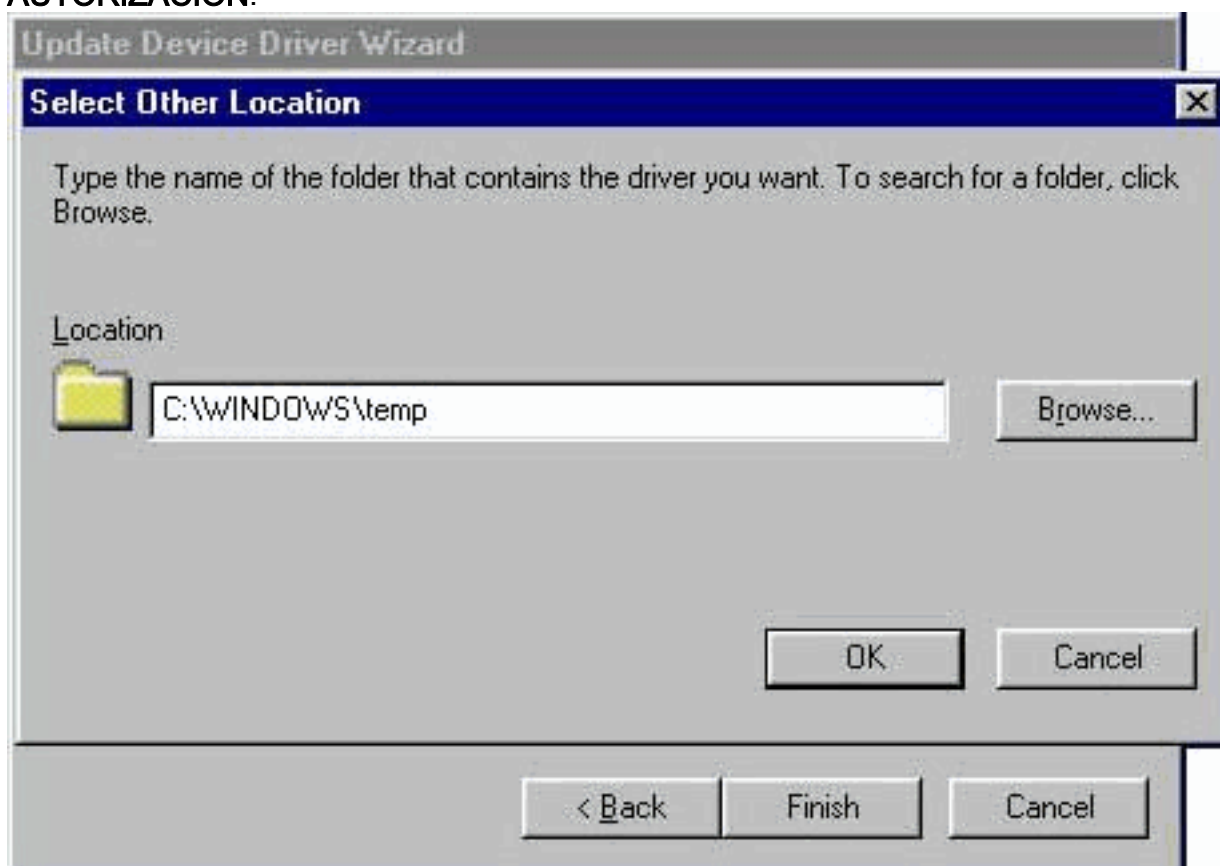 AUTORIZACIÓN.
Update Device Driver Wizard
Select Other Location
Type the name of the folder that contains the driver you want. To search for a folder, click
Browse.
Location
C:\WINDOWS\temp
Browse...
OK
Cancel
< Back
Finish
Cancel